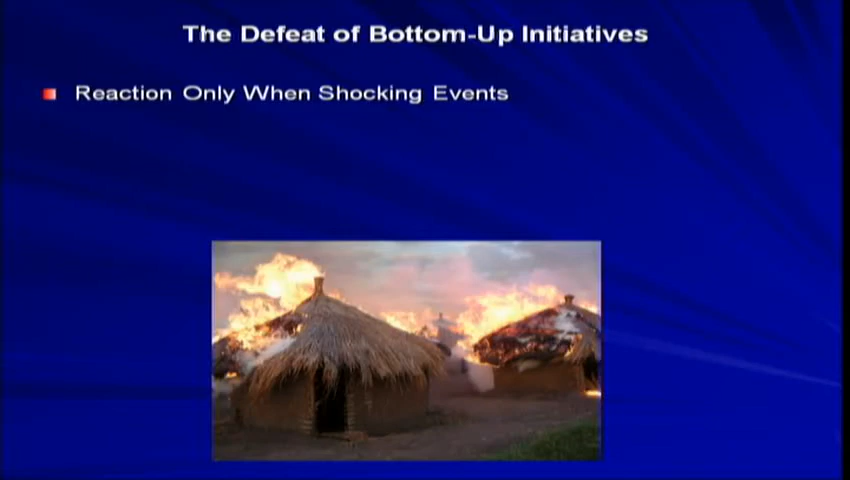 The Defeat of Bottom-Up Initiatives
Reaction Only When Shocking Events